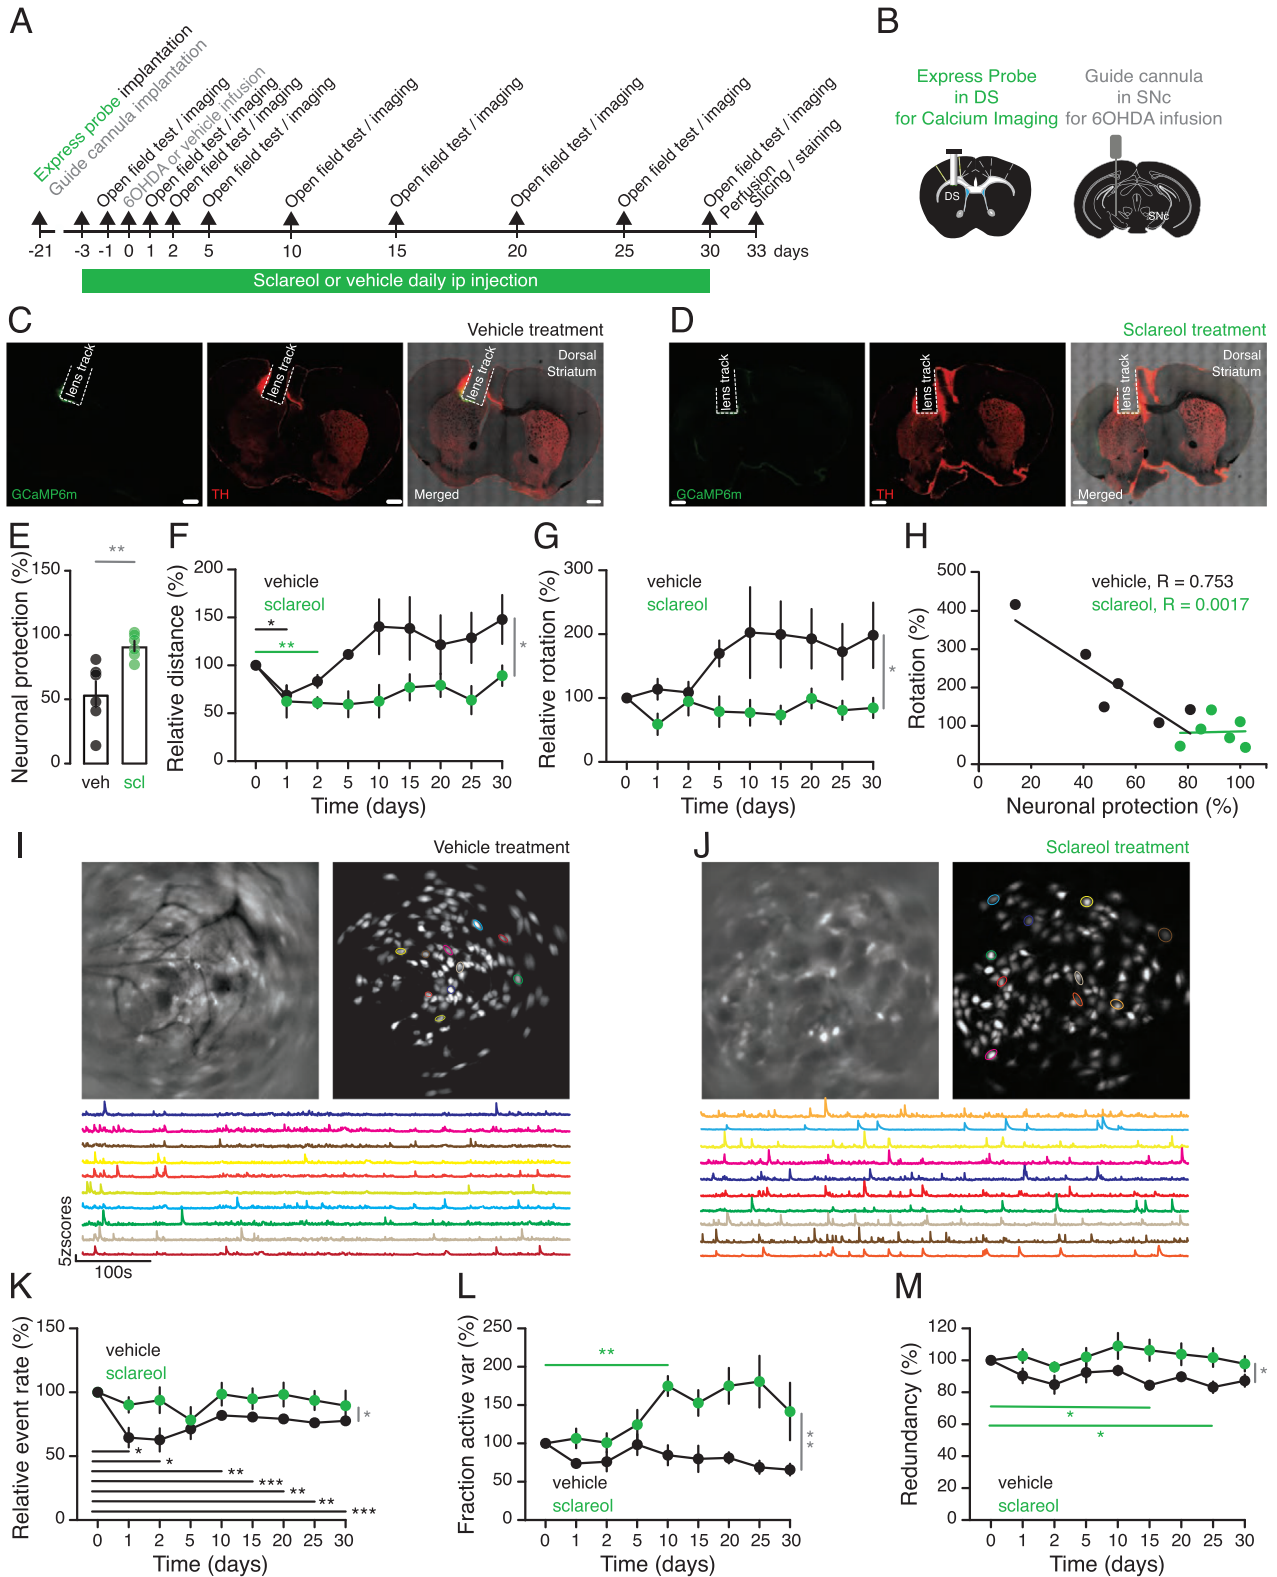 A
Express probe implantation
Guide cannula implantation
Open field test / imaging
6OHDA or vehicle infusion
Open field test / imaging
Open field test / imaging
Open field test / imaging
Open field test / imaging
Open field test / imaging
Open field test / imaging
Open field test / imaging
Open field test / imaging
Perfusion
Slicing / staining
-21 -3 -1 0 1 2 5 10 15 20 25 30 33 days
Sclareol or vehicle daily ip injection
B
Express Probe
in DS
for Calcium Imaging
Guide cannula
in SNc
for 6OHDA infusion
DS
SNc
C
Vehicle treatment
lens track
lens track
lens track
Dorsal
Striatum
GCaMP6m
TH
Merged
D
Sclareol treatment
lens track
lens track
lens track
Dorsal
Striatum
GCaMP6m
TH
Merged
E
Neuronal protection (%)
150
100
50
0
**
veh scl
F
Relative distance (%)
200
150
100
50
0
vehicle
sclareol
*
**
*
0 1 2 5 10 15 20 25 30
Time (days)
G
Relative rotation (%)
300
200
100
0
vehicle
sclareol
*
0 1 2 5 10 15 20 25 30
Time (days)
H
Rotation (%)
500
400
300
200
100
0
vehicle, R = 0.753
sclareol, R = 0.0017
0 20 40 60 80 100
Neuronal protection (%)
I
Vehicle treatment
5zscores
100s
J
Sclareol treatment
K
Relative event rate (%)
150
100
50
0
vehicle
sclareol
*
*
*
**
***
**
**
***
0 1 2 5 10 15 20 25 30
Time (days)
L
Fraction active var (%)
250
200
150
100
50
0
**
**
vehicle
sclareol
0 1 2 5 10 15 20 25 30
Time (days)
M
Redundancy (%)
120
100
80
60
40
20
0
*
*
*
vehicle
sclareol
0 1 2 5 10 15 20 25 30
Time (days)